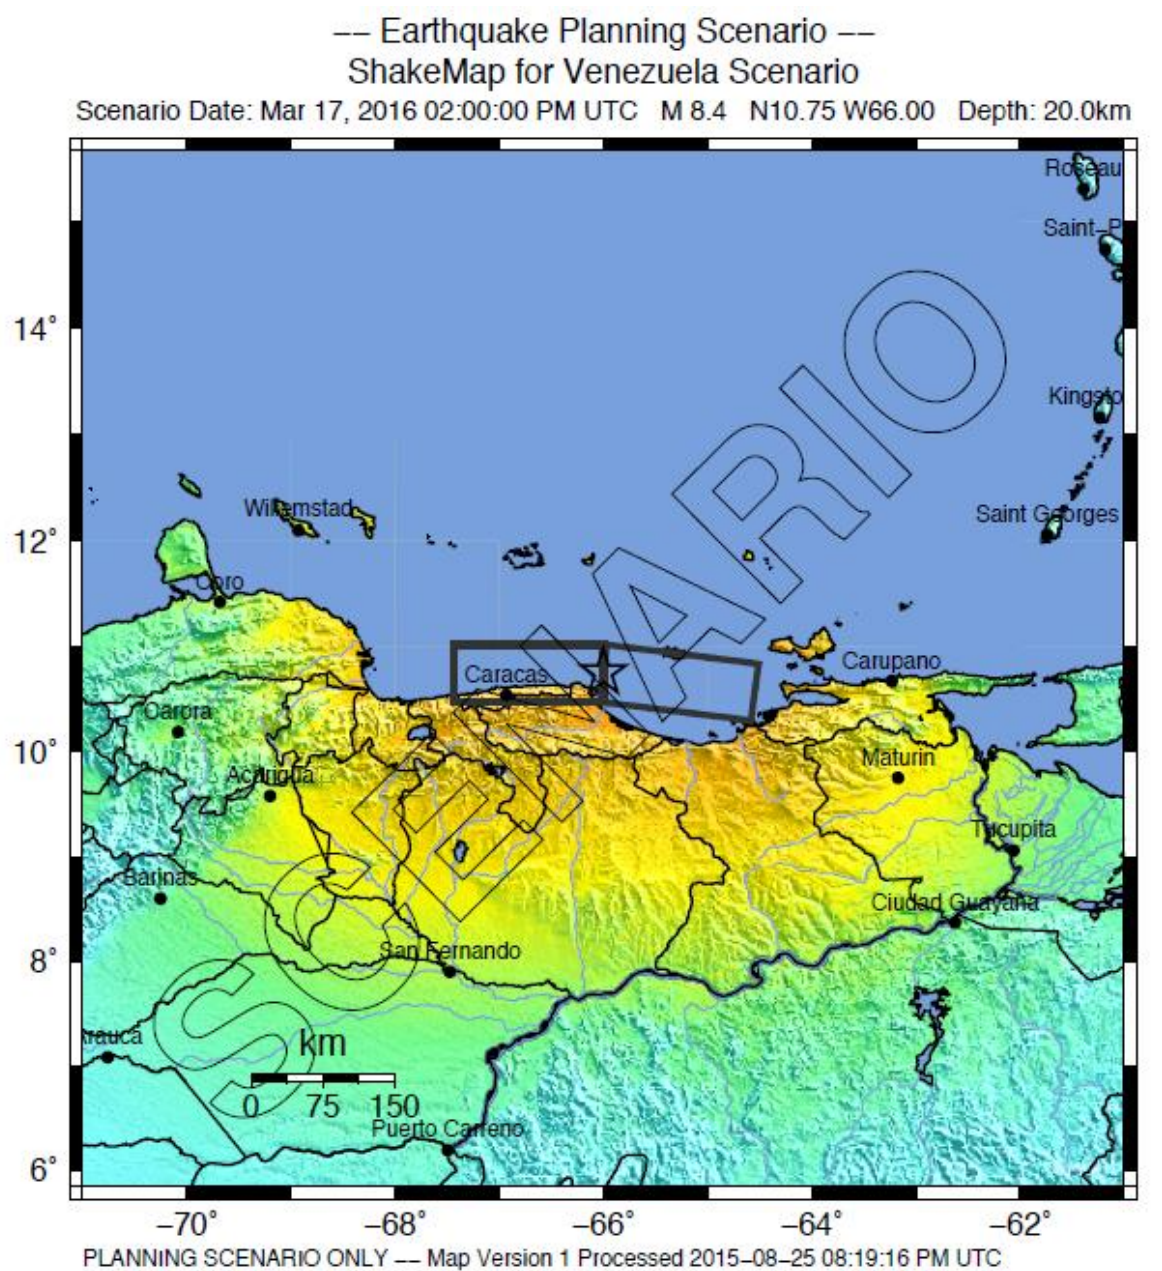 -- Earthquake Planning Scenario --
ShakeMap for Venezuela Scenario
Scenario Date: Mar 17, 2016 02:00:00 PM UTC M 8.4 N10.75 W66.00 Depth: 20.0km
Roseau
Saint-P
14°
Kingsto
Willemstad
Saint Georges
12°
Coro
Carupano
Caracas
Carora
10°
Maturin
Acarigua
Tucupita
Barinas
Ciudad Guayana
8°
San Fernando
SCENARIO
Arauca
km
0 75 150
Puerto Carreno
6°
-70° -68° -66° -64° -62°
PLANNING SCENARIO ONLY -- Map Version 1 Processed 2015-08-25 08:19:16 PM UTC